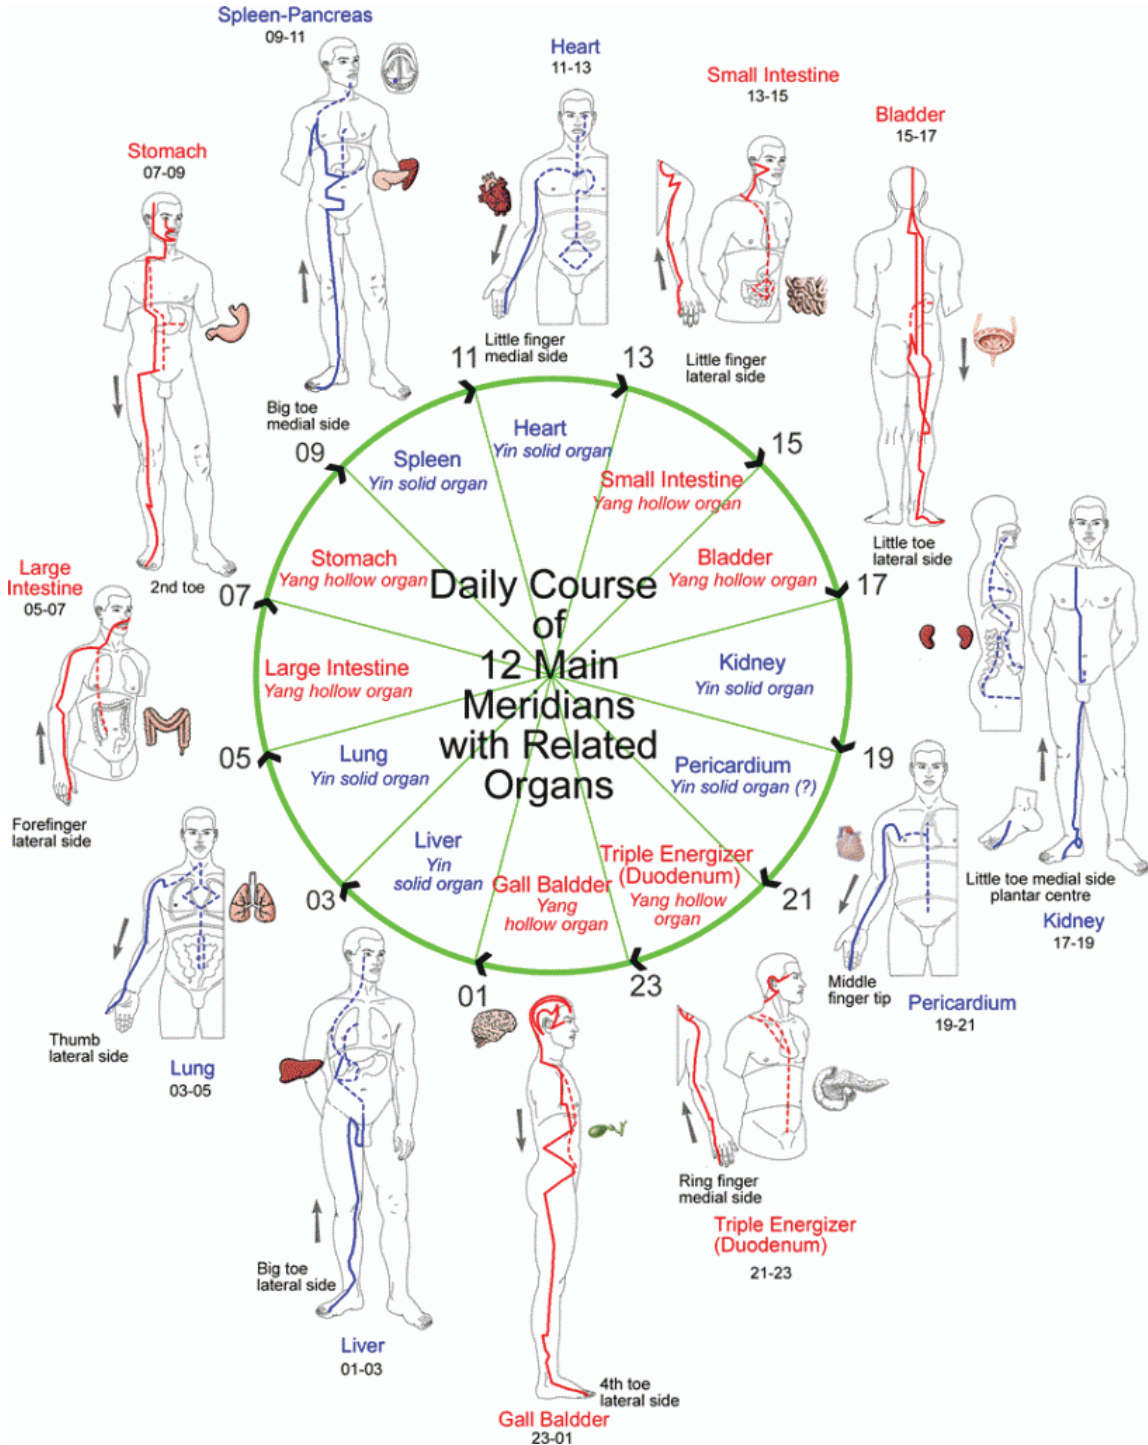 Spleen-Pancreas
09-11
Heart
11-13
Small Intestine
13-15
Bladder
15-17
Stomach
07-09
Little finger
medial side
Little finger
lateral side
Big toe
medial side
11
13
09
15
Heart
Yin solid organ
Spleen
Yin solid organ
Small Intestine
Yang hollow organ
Little toe
lateral side
Large
Intestine
05-07
2nd toe
07
Stomach
Yang hollow organ
Bladder
Yang hollow organ
17
Daily Course
of
12 Main
Meridians
with Related
Organs
Large Intestine
Yang hollow organ
Kidney
Yin solid organ
05
Lung
Yin solid organ
Pericardium
Yin solid organ (?)
19
Forefinger
lateral side
Liver
Yin
solid organ
Gall Baldder
Yang
hollow organ
Triple Energizer
(Duodenum)
Yang hollow
organ
03
21
01
23
Little toe medial side
plantar centre
Kidney
17-19
Middle
finger tip
Pericardium
19-21
Thumb
lateral side
Lung
03-05
Ring finger
medial side
Triple Energizer
(Duodenum)
21-23
Big toe
lateral side
Liver
01-03
4th toe
lateral side
Gall Baldder
23-01